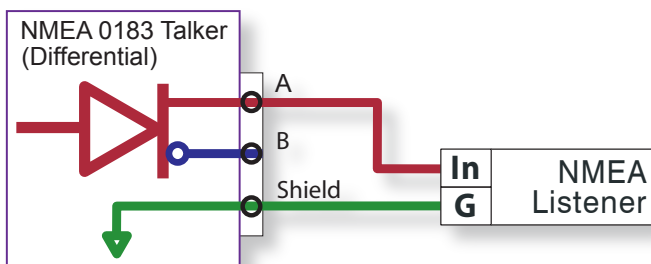 NMEA 0183 Talker
(Differential)
A
B
Shield
In
G
NMEA
Listener